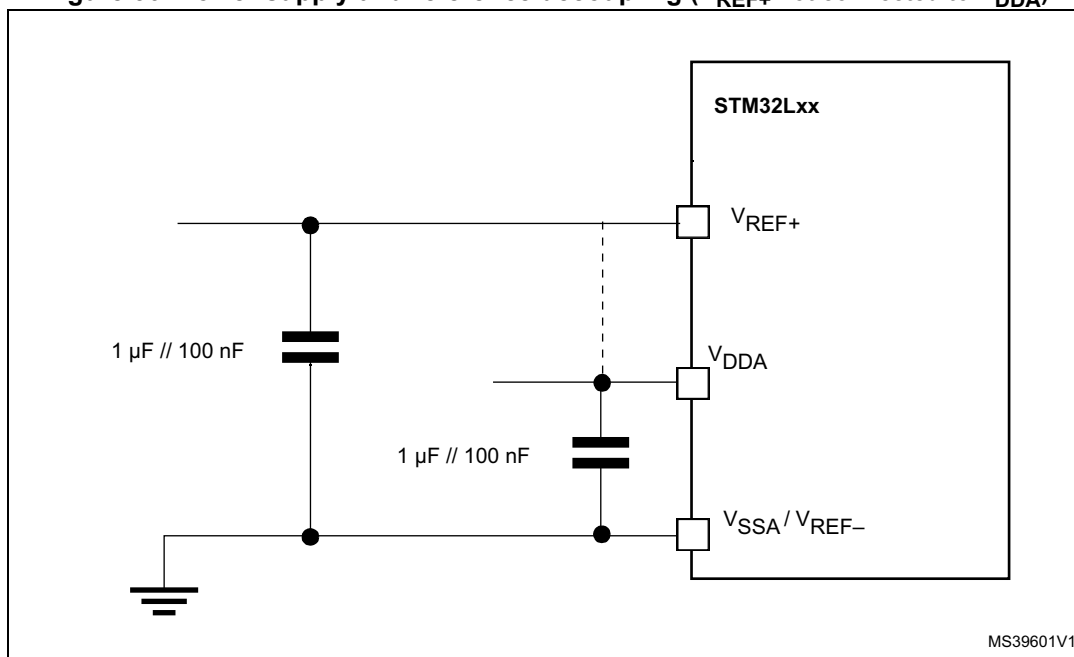 STM32Lxx
VREF+
1 µF // 100 nF
VDDA
1 µF // 100 nF
VSSA / VREF–
MS39601V1